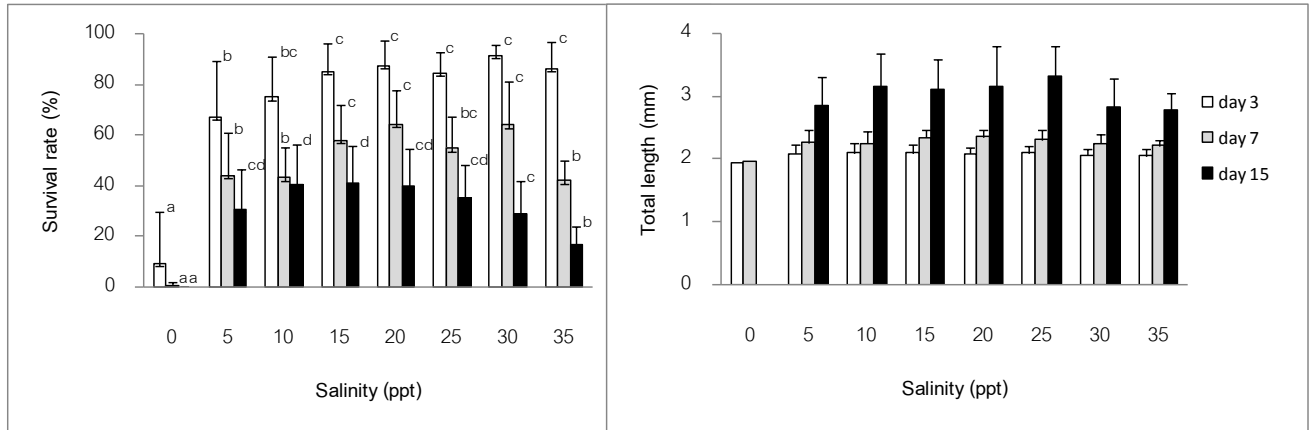 Survival rate (%)
100
80
60
40
20
0
a
aa
b
b
cd
bc
b
d
c
c
d
c
c
cd
c
bc
cd
c
c
c
c
b
b
0 5 10 15 20 25 30 35
Salinity (ppt)
Total length (mm)
4
3
2
1
0
0 5 10 15 20 25 30 35
Salinity (ppt)
day 3
day 7
day 15